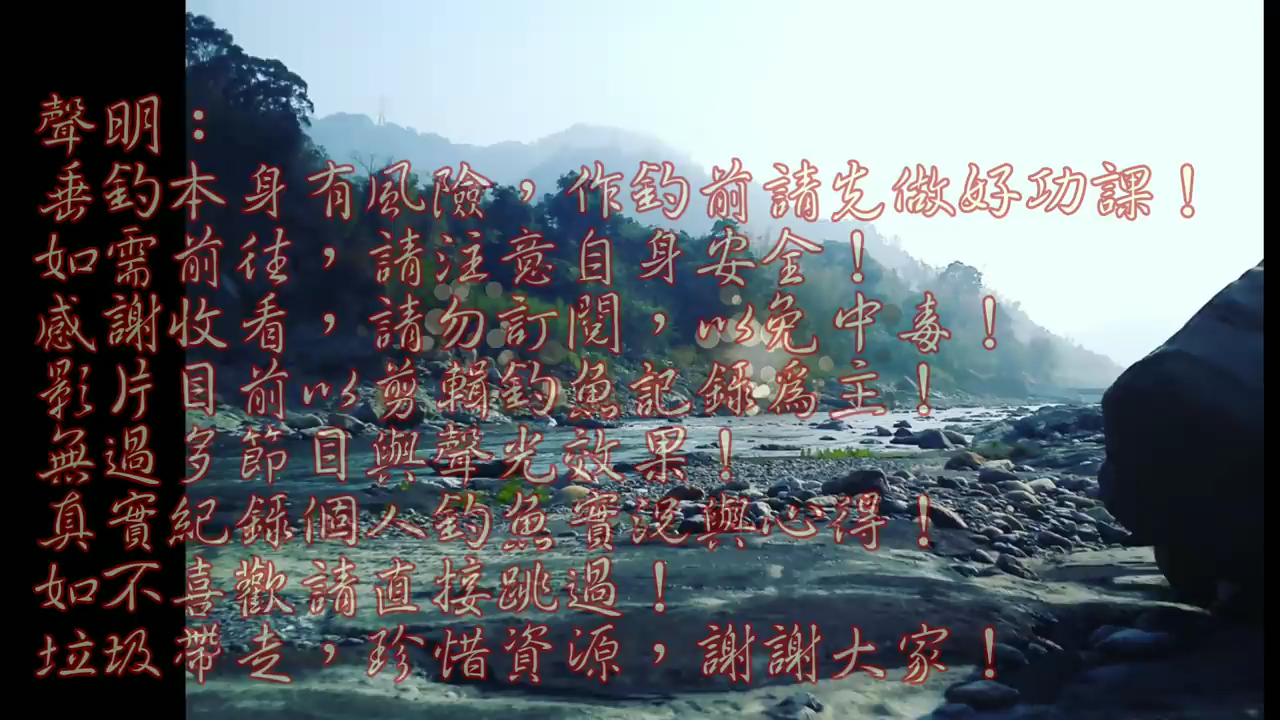 聲明：
垂釣本身有風險，作釣前請先做好功課！
如需前往，請注意自身安全！
感謝收看，請勿訂閱，以免中毒！
影片目前以剪輯釣魚記錄為主！
無過多節目與聲光效果！
真實紀錄個人釣魚實況與心得！
如不喜歡請直接跳過！
垃圾帶走，珍惜資源，謝謝大家！